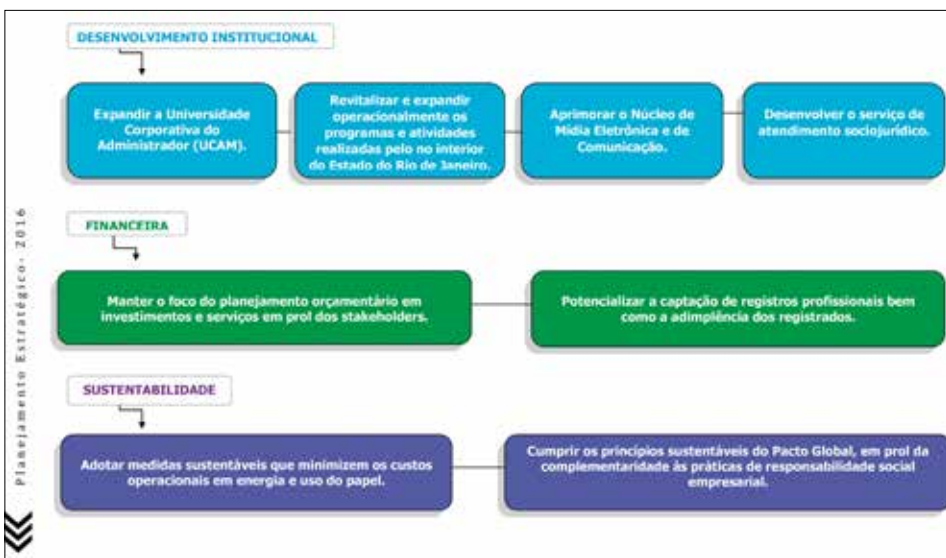 DESENVOLVIMENTO INSTITUCIONAL
Expandir a Universidade
Corporativa do
Administrador (UCAM).
Revitalizar e expandir
operacionalmente os
programas e atividades
realizadas pelo no interior
do Estado do Rio de Janeiro.
Aprimorar o Núcleo de
Mídia Eletrônica e de
Comunicação.
Desenvolver o serviço de
atendimento sociojurídico.
FINANCEIRA
Manter o foco do planejamento orçamentário em
investimentos e serviços em prol dos stakeholders.
Potencializar a captação de registros profissionais bem
como a adimplência dos registrados.
SUSTENTABILIDADE
Adotar medidas sustentáveis que minimizem os custos
operacionais em energia e uso do papel.
Cumprir os princípios sustentáveis do Pacto Global, em prol da
complementaridade às práticas de responsabilidade social
empresarial.
Planejamento Estratégico- 2016